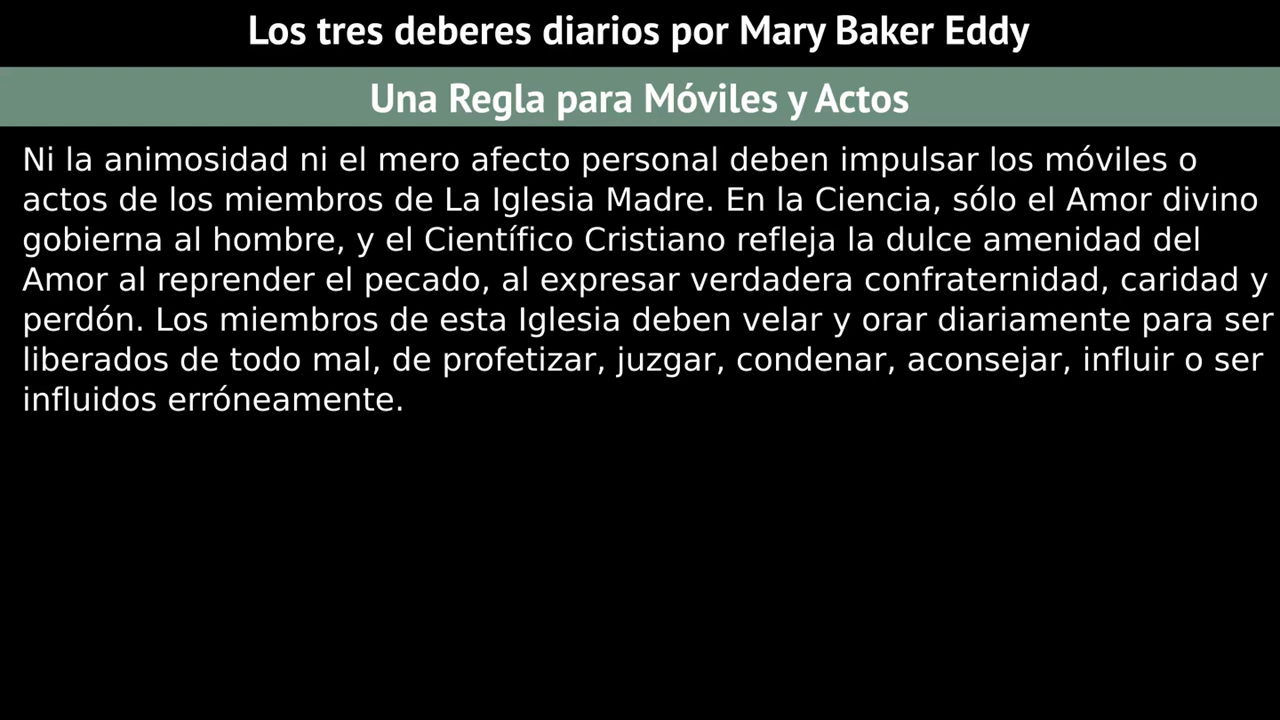 Los tres deberes diarios por Mary Baker Eddy
Una Regla para Móviles y Actos
Ni la animosidad ni el mero afecto personal deben impulsar los móviles o
actos de los miembros de La Iglesia Madre. En la Ciencia, sólo el Amor divino
gobierna al hombre, y el Científico Cristiano refleja la dulce amenidad del
Amor al reprender el pecado, al expresar verdadera confraternidad, caridad y
perdón. Los miembros de esta Iglesia deben velar y orar diariamente para ser
liberados de todo mal, de profetizar, juzgar, condenar, aconsejar, influir o ser
influidos erróneamente.